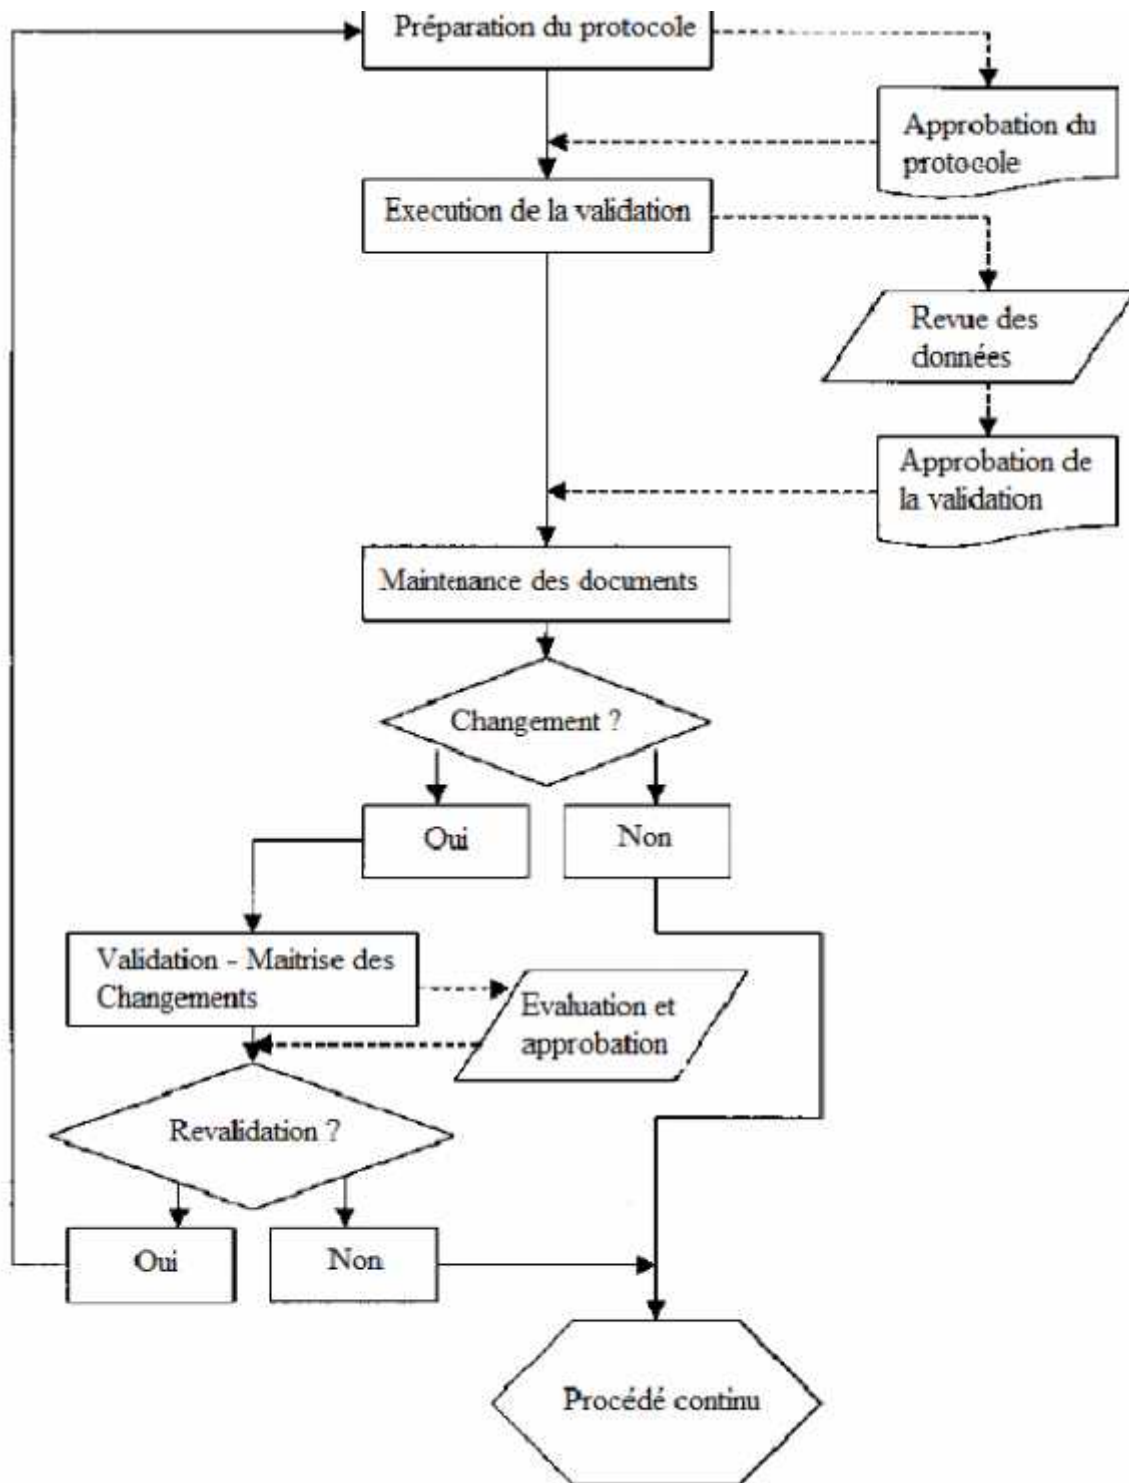 Préparation du protocole
Approbation du
protocole
Execution de la validation
Revue des
données
Approbation de
la validation
Maintenance des documents
Changement ?
Oui
Non
Validation - Maitrise des
Changements
Evaluation et
approbation
Revalidation ?
Oui
Non
Procédé continu